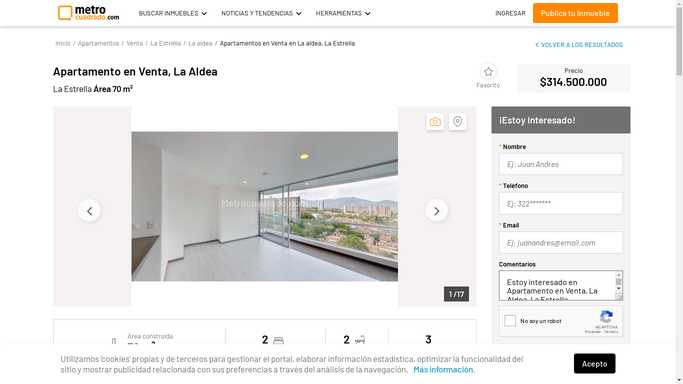 metro
cuadrado.com
BUSCAR INMUEBLES
NOTICIAS Y TENDENCIAS
HERRAMIENTAS
INGRESAR
Publica tu Inmueble
Inicio / Apartamentos / Venta / La Estrella / La aldea / Apartamentos en Venta en La aldea, La Estrella
VOLVER A LOS RESULTADOS
Apartamento en Venta, La Aldea
La Estrella Área 70 m²
Favorito
Precio
$314.500.000
1 /17
¡Estoy Interesado!
* Nombre
Ej: Juan Andres
* Teléfono
Ej: 322*******
* Email
Ej: juanandres@email.com
Comentarios
Estoy interesado en
Apartamento en Venta, La
Aldea, La Estrella
No soy un robot
reCAPTCHA
Privacidad - Términos
Área construida
2
2
3
Utilizamos 'cookies' propias y de terceros para gestionar el portal, elaborar información estadística, optimizar la funcionalidad del
sitio y mostrar publicidad relacionada con sus preferencias a través del análisis de la navegación. Más información.
Acepto